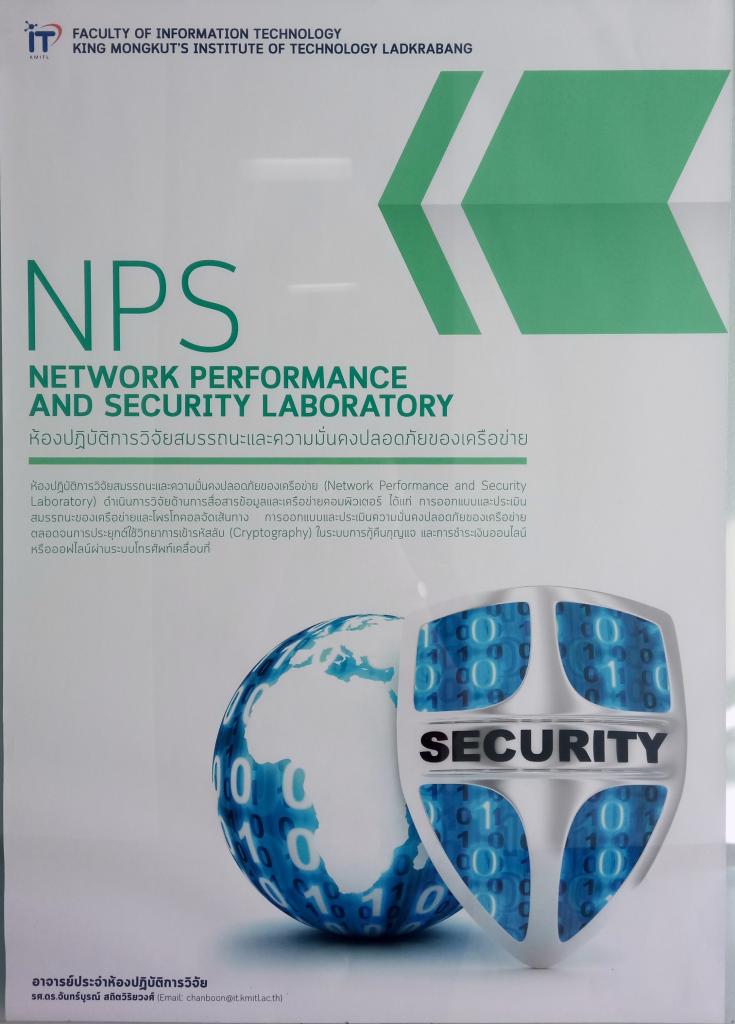 iT
KMITL
FACULTY OF INFORMATION TECHNOLOGY
KING MONGKUT'S INSTITUTE OF TECHNOLOGY LADKRABANG
NPS
NETWORK PERFORMANCE
AND SECURITY LABORATORY
ห้องปฏิบัติการวิจัยสมรรถนะและความมั่นคงปลอดภัยของเครือข่าย
ห้องปฏิบัติการวิจัยสมรรถนะและความมั่นคงปลอดภัยของเครือข่าย (Network Performance and Security
Laboratory) ดำเนินการวิจัยด้านการสื่อสารข้อมูลและเครือข่ายคอมพิวเตอร์ ได้แก่ การออกแบบและประเมิน
สมรรถนะของเครือข่ายและโพรโทคอลจัดเส้นทาง การออกแบบและประเมินความมั่นคงปลอดภัยของเครือข่าย
ตลอดจนการประยุกต์ใช้วิทยาการเข้ารหัสลับ (Cryptography) ในระบบการกู้คืนกุญแจ และการชำระเงินออนไลน์
หรือออฟไลน์ผ่านระบบโทรศัพท์เคลื่อนที่
SECURITY
อาจารย์ประจำห้องปฏิบัติการวิจัย
รศ.ดร.จันทร์บูรณ์ สถิตวิริยวงศ์ (Email: chanboon@it.kmitl.ac.th)